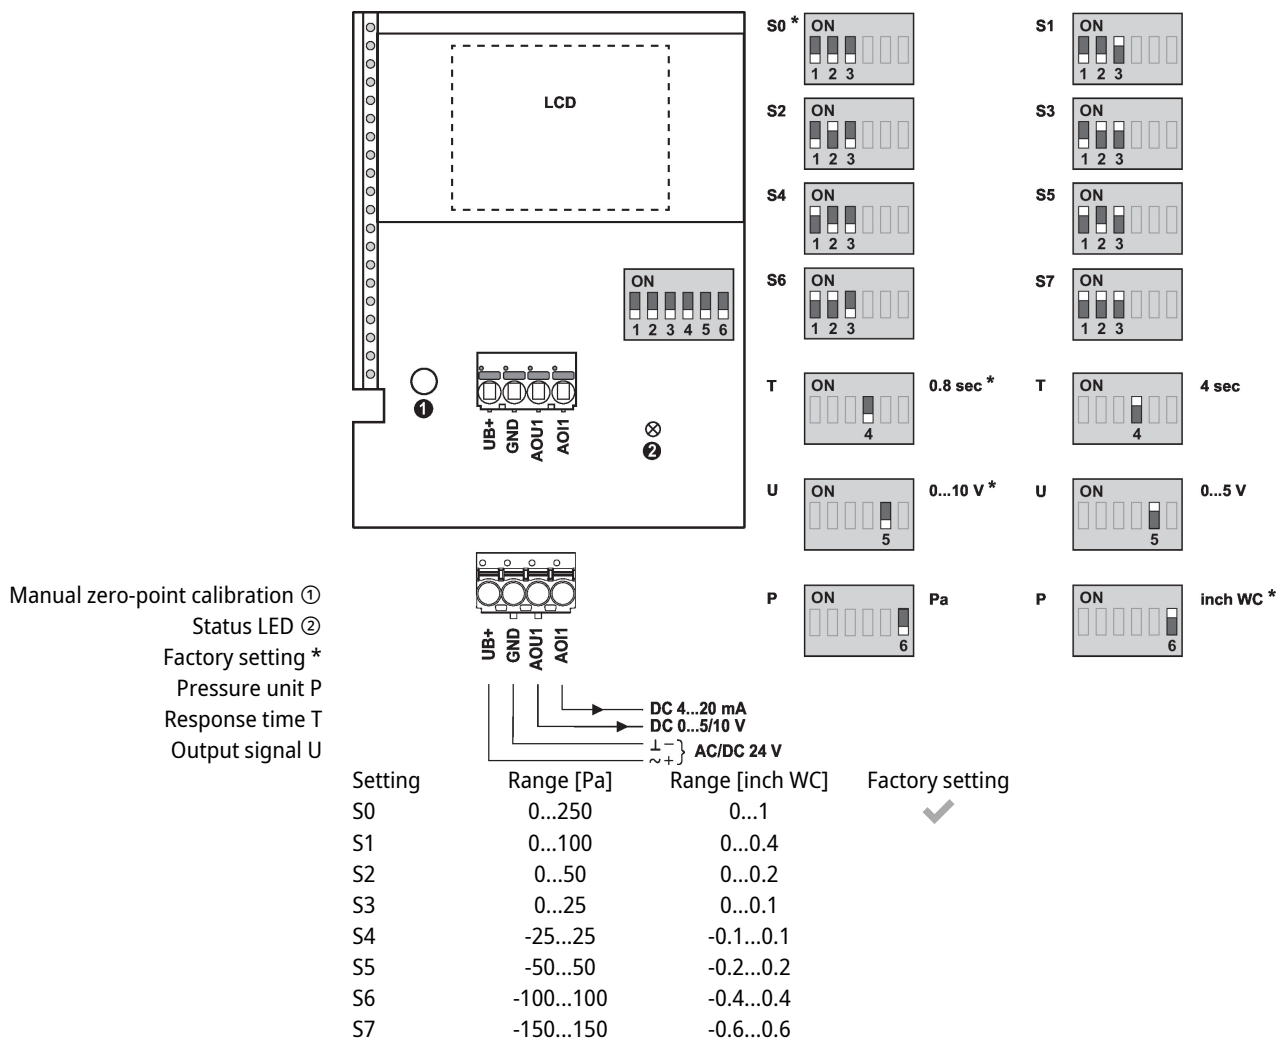 S0 * ON
1 2 3
S1 ON
1 2 3
LCD
S2 ON
1 2 3
S3 ON
1 2 3
S4 ON
1 2 3
S5 ON
1 2 3
ON
1 2 3 4 5 6
S6 ON
1 2 3
S7 ON
1 2 3
❶
UB+
GND
AOU1
AOI1
❷
T ON 0.8 sec *
4
T ON 4 sec
4
U ON 0...10 V *
5
U ON 0...5 V
5
P ON Pa
6
P ON inch WC *
6
Manual zero-point calibration ①
Status LED ②
Factory setting *
Pressure unit P
Response time T
Output signal U
UB+
GND
AOU1
AOI1
DC 4...20 mA
DC 0...5/10 V
⊥ −
~ + } AC/DC 24 V
Setting Range [Pa] Range [inch WC] Factory setting
S0 0...250 0...1 ✔
S1 0...100 0...0.4
S2 0...50 0...0.2
S3 0...25 0...0.1
S4 -25...25 -0.1...0.1
S5 -50...50 -0.2...0.2
S6 -100...100 -0.4...0.4
S7 -150...150 -0.6...0.6